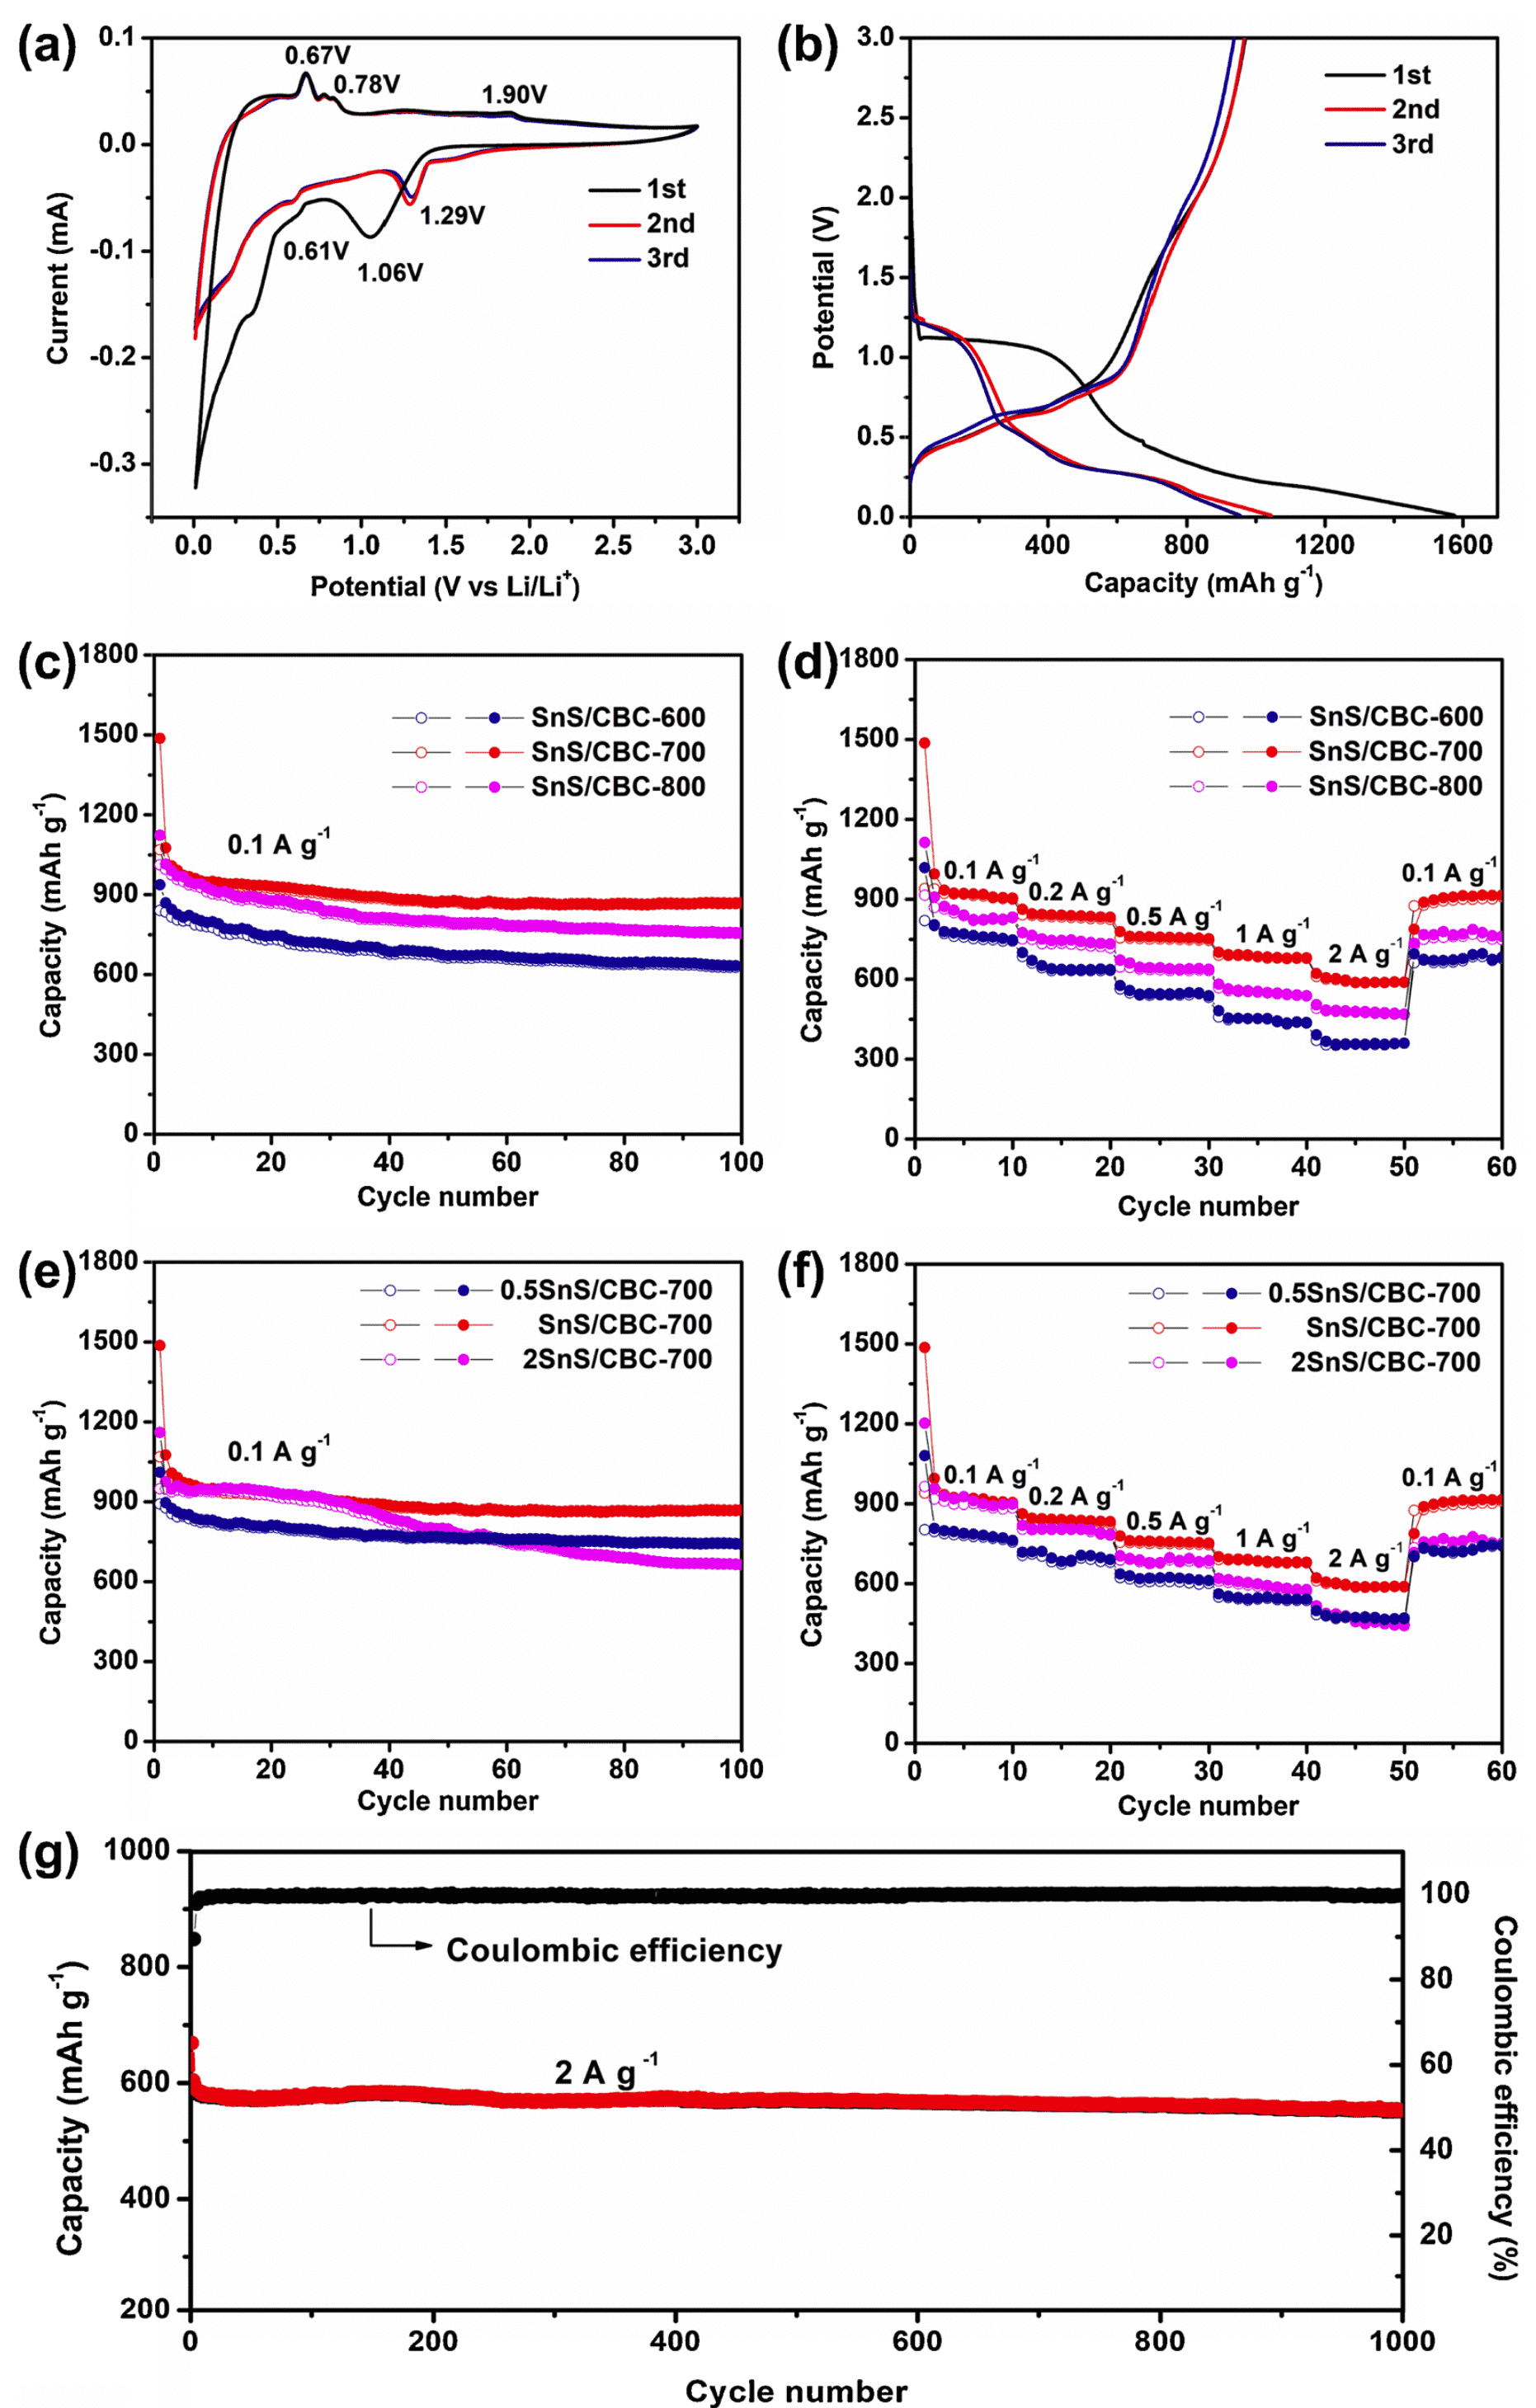 (a)
0.1
0.0
-0.1
-0.2
-0.3
Current (mA)
0.67V
0.78V
1.90V
1.29V
0.61V
1.06V
1st
2nd
3rd
0.0 0.5 1.0 1.5 2.0 2.5 3.0
Potential (V vs Li/Li⁺)
(b)
3.0
2.5
2.0
1.5
1.0
0.5
0.0
Potential (V)
1st
2nd
3rd
0 400 800 1200 1600
Capacity (mAh g⁻¹)
(c)
1800
1500
1200
900
600
300
0
Capacity (mAh g⁻¹)
SnS/CBC-600
SnS/CBC-700
SnS/CBC-800
0.1 A g⁻¹
0 20 40 60 80 100
Cycle number
(d)
1800
1500
1200
900
600
300
0
Capacity (mAh g⁻¹)
SnS/CBC-600
SnS/CBC-700
SnS/CBC-800
0.1 A g⁻¹
0.2 A g⁻¹
0.5 A g⁻¹
1 A g⁻¹
2 A g⁻¹
0.1 A g⁻¹
0 10 20 30 40 50 60
Cycle number
(e)
1800
1500
1200
900
600
300
0
Capacity (mAh g⁻¹)
0.5SnS/CBC-700
SnS/CBC-700
2SnS/CBC-700
0.1 A g⁻¹
0 20 40 60 80 100
Cycle number
(f)
1800
1500
1200
900
600
300
0
Capacity (mAh g⁻¹)
0.5SnS/CBC-700
SnS/CBC-700
2SnS/CBC-700
0.1 A g⁻¹
0.2 A g⁻¹
0.5 A g⁻¹
1 A g⁻¹
2 A g⁻¹
0.1 A g⁻¹
0 10 20 30 40 50 60
Cycle number
(g)
1000
800
600
400
200
Capacity (mAh g⁻¹)
Coulombic efficiency
2 A g⁻¹
100
80
60
40
20
Coulombic efficiency (%)
0 200 400 600 800 1000
Cycle number